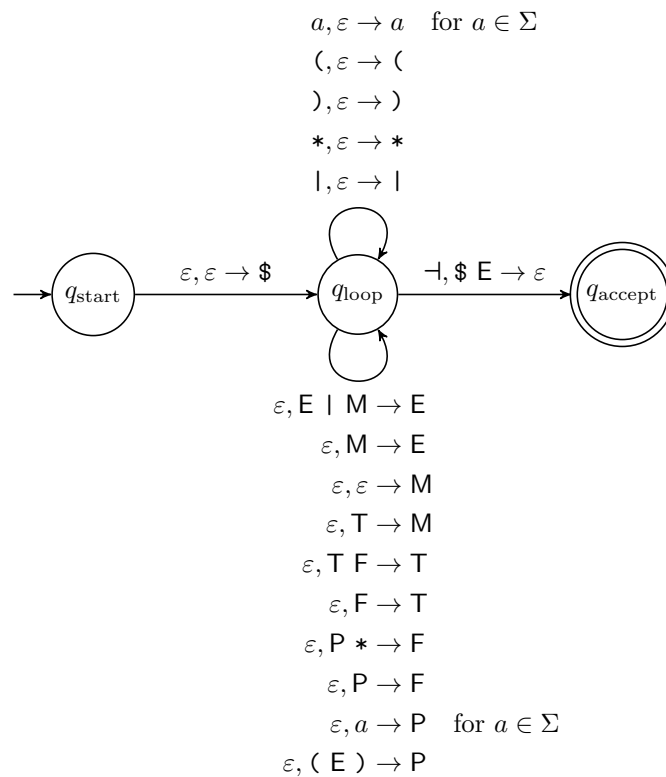 a, ε → a for a ∈ Σ
(, ε → (
), ε → )
*, ε → *
|, ε → |
q_start
ε, ε → $
q_loop
⊣, $ E → ε
q_accept
ε, E | M → E
ε, M → E
ε, ε → M
ε, T → M
ε, T F → T
ε, F → T
ε, P * → F
ε, P → F
ε, a → P for a ∈ Σ
ε, ( E ) → P